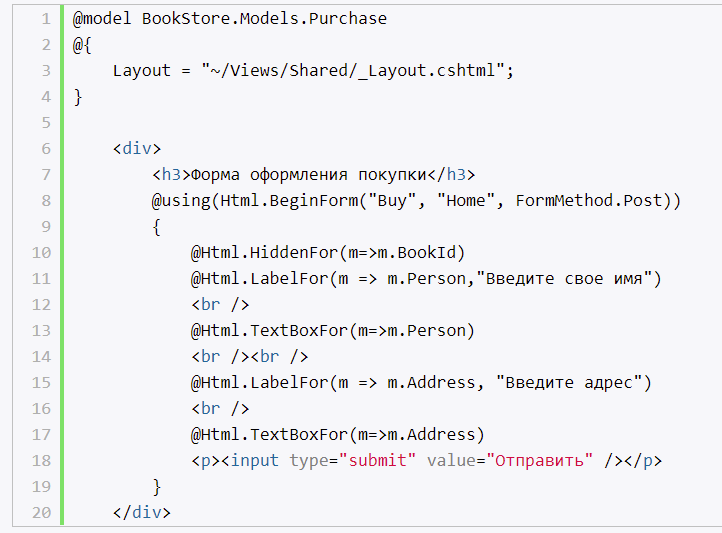 1 @model BookStore.Models.Purchase
2 @{
3     Layout = "~/Views/Shared/_Layout.cshtml";
4 }
5
6     <div>
7         <h3>Форма оформления покупки</h3>
8         @using(Html.BeginForm("Buy", "Home", FormMethod.Post))
9         {
10             @Html.HiddenFor(m=>m.BookId)
11             @Html.LabelFor(m => m.Person,"Введите свое имя")
12             <br />
13             @Html.TextBoxFor(m=>m.Person)
14             <br /><br />
15             @Html.LabelFor(m => m.Address, "Введите адрес")
16             <br />
17             @Html.TextBoxFor(m=>m.Address)
18             <p><input type="submit" value="Отправить" /></p>
19         }
20     </div>